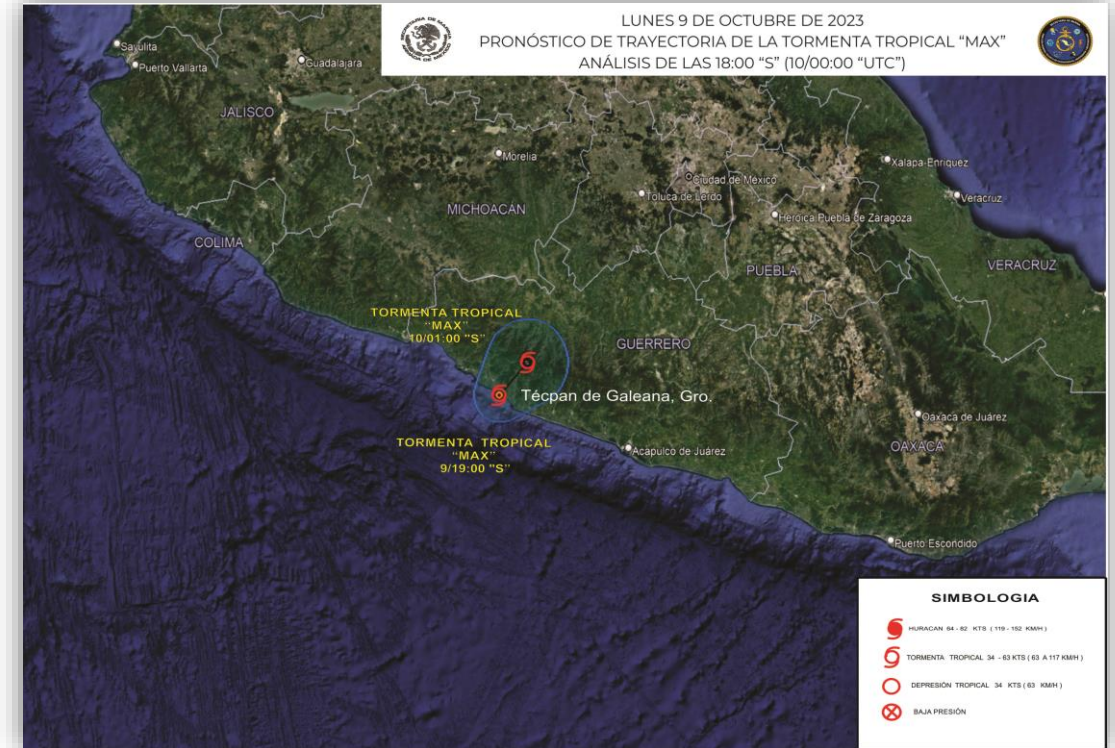 LUNES 9 DE OCTUBRE DE 2023
PRONÓSTICO DE TRAYECTORIA DE LA TORMENTA TROPICAL “MAX”
ANÁLISIS DE LAS 18:00 “S” (10/00:00 “UTC”)
Sayulita
Puerto Vallarta
Guadalajara
JALISCO
Morelia
Ciudad de México
Toluca de Lerdo
Xalapa-Enríquez
Veracruz
Heroica Puebla de Zaragoza
MICHOACAN
COLIMA
PUEBLA
VERACRUZ
TORMENTA TROPICAL
“MAX”
10/01:00 "S"
GUERRERO
Técpan de Galeana, Gro.
TORMENTA TROPICAL
“MAX”
9/19:00 "S"
Acapulco de Juárez
Oaxaca de Juárez
OAXACA
Puerto Escondido
SIMBOLOGIA
HURACAN 64 - 82 KTS ( 119 - 152 KM/H )
TORMENTA TROPICAL 34 - 63 KTS ( 63 A 117 KM/H )
DEPRESIÓN TROPICAL 34 KTS ( 63 KM/H )
BAJA PRESIÓN